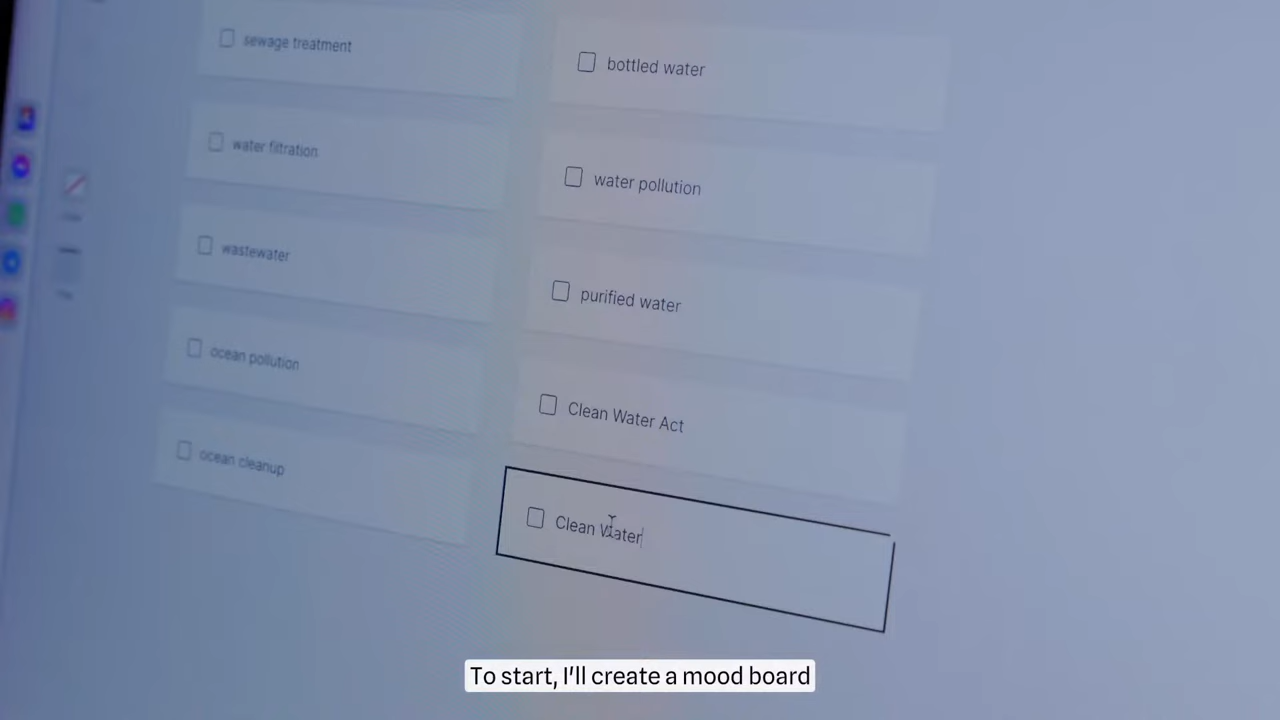 sewage treatment
water filtration
wastewater
ocean pollution
ocean cleanup
bottled water
water pollution
purified water
Clean Water Act
Clean Water
To start, I'll create a mood board